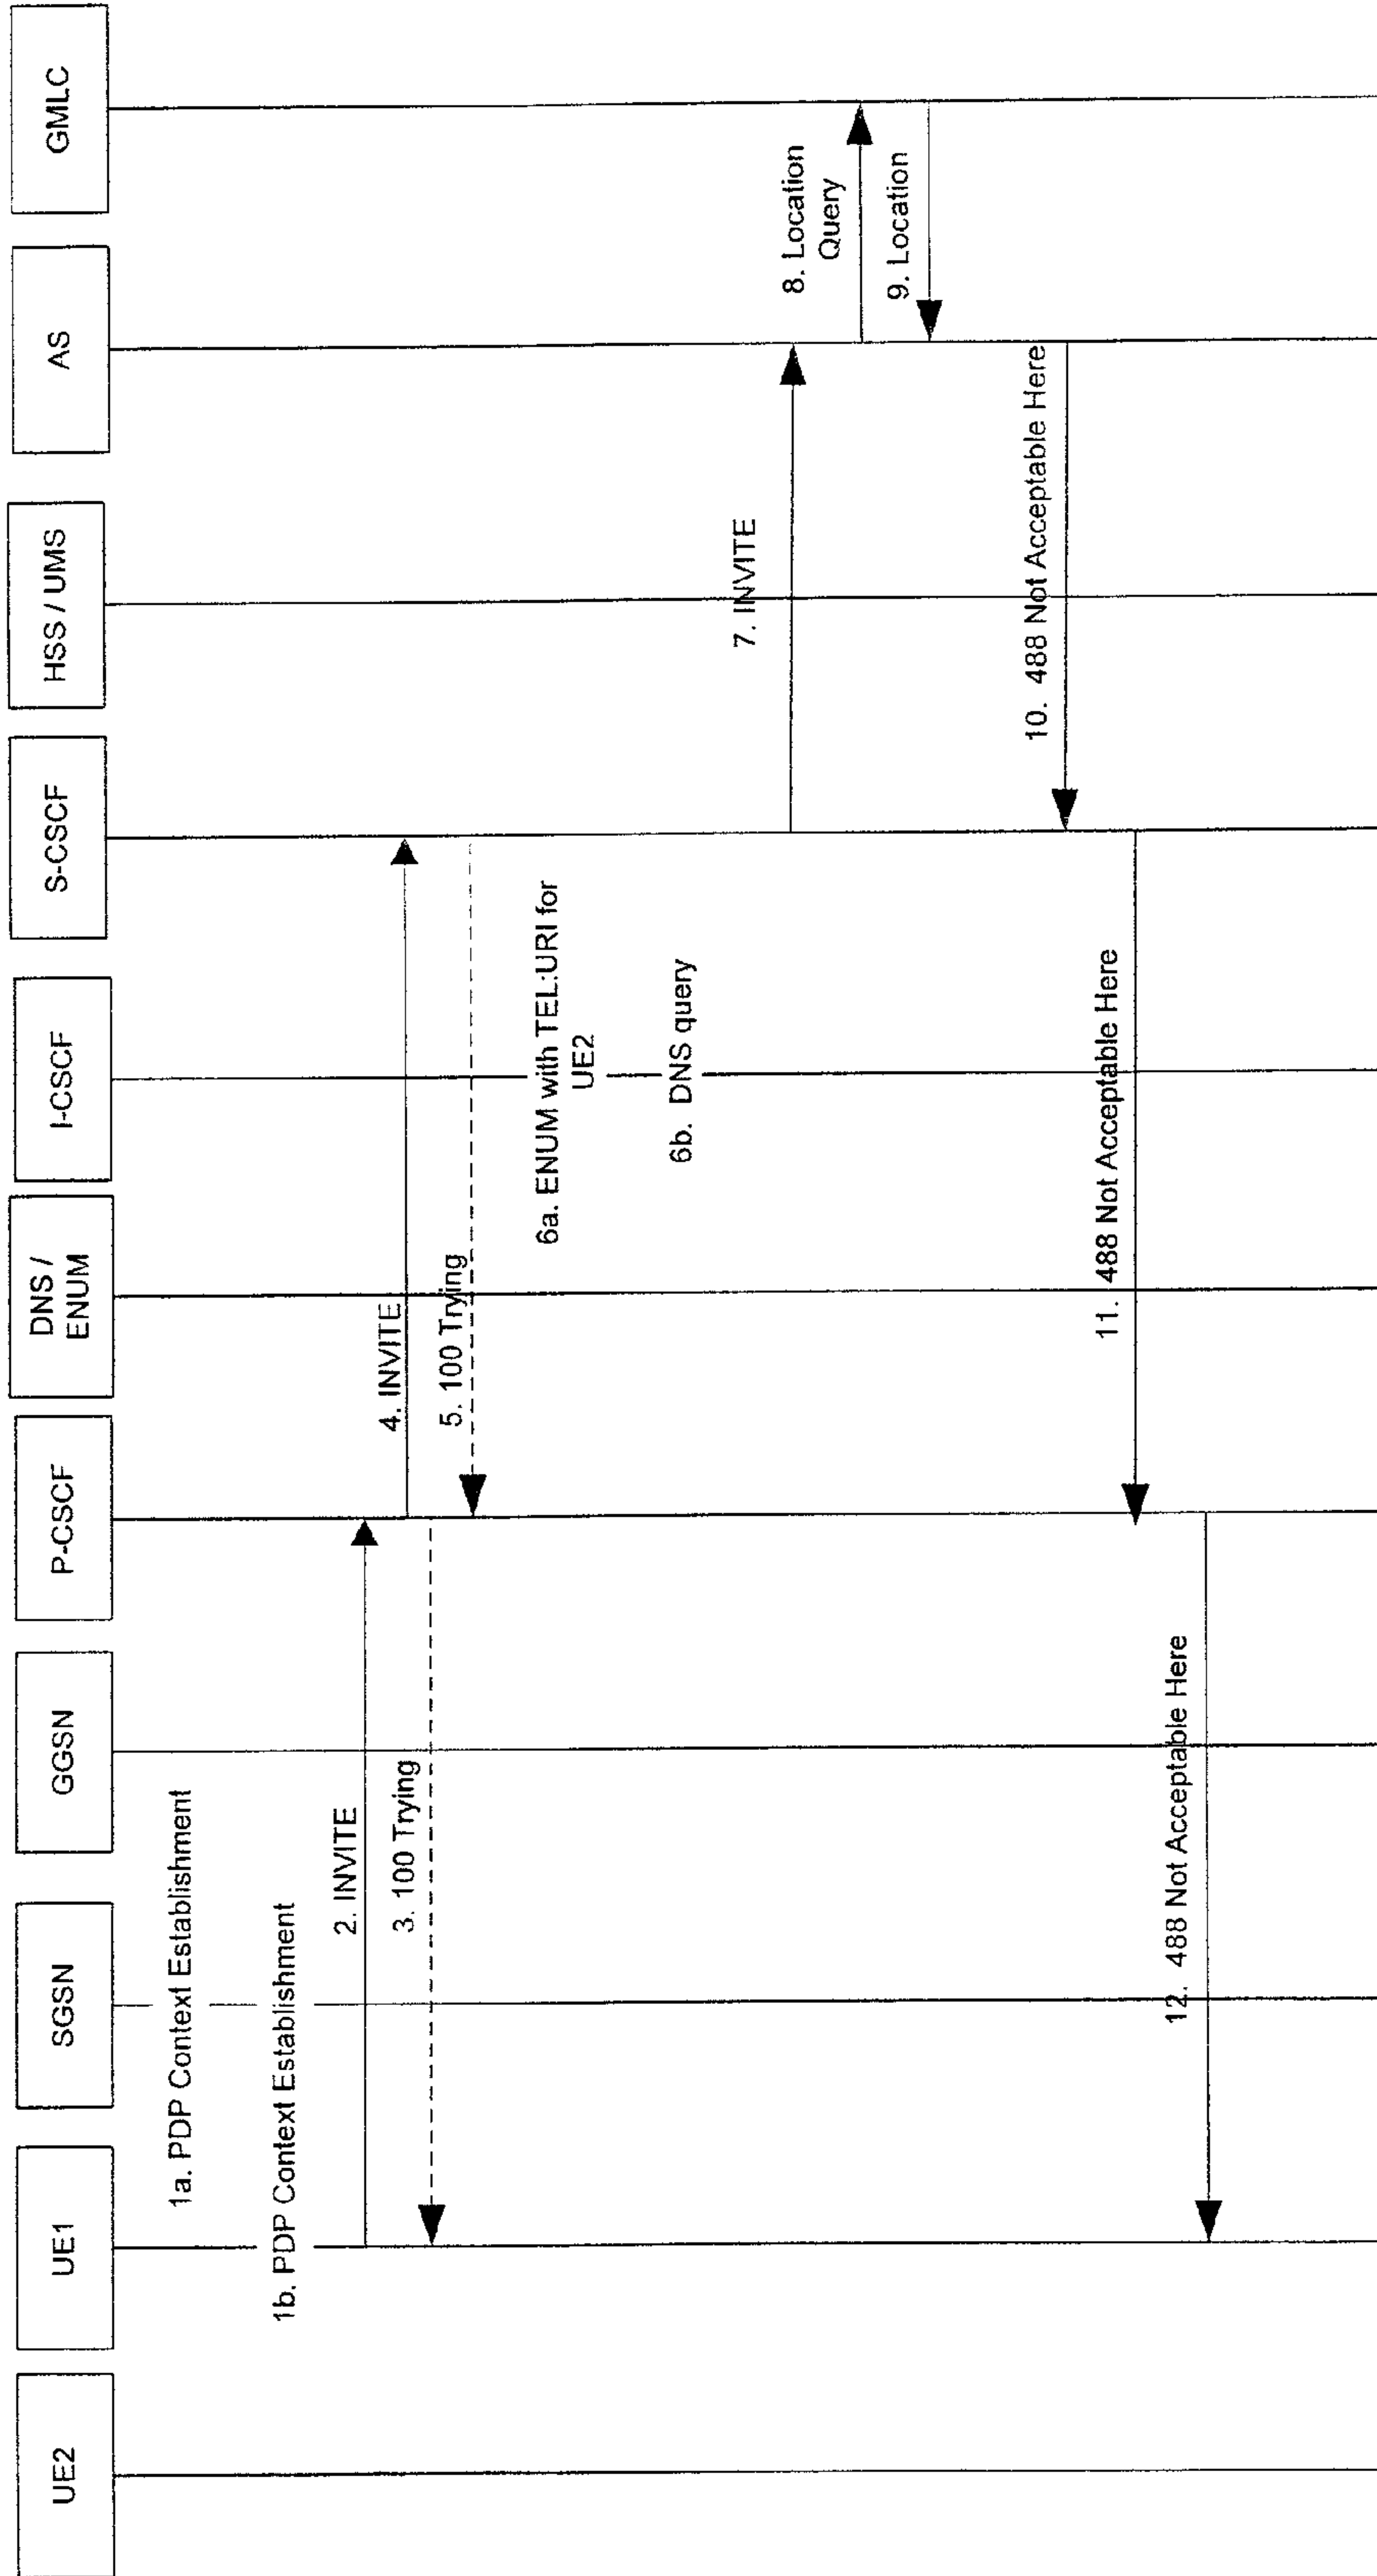 UE2
UE1
SGSN
GGSN
P-CSCF
DNS /
ENUM
I-CSCF
S-CSCF
HSS / UMS
AS
GMLC
1a. PDP Context Establishment
1b. PDP Context Establishment
2. INVITE
3. 100 Trying
4. INVITE
5. 100 Trying
6a. ENUM with TEL:URI for
UE2
6b. DNS query
7. INVITE
8. Location
Query
9. Location
10. 488 Not Acceptable Here
11. 488 Not Acceptable Here
12. 488 Not Acceptable Here